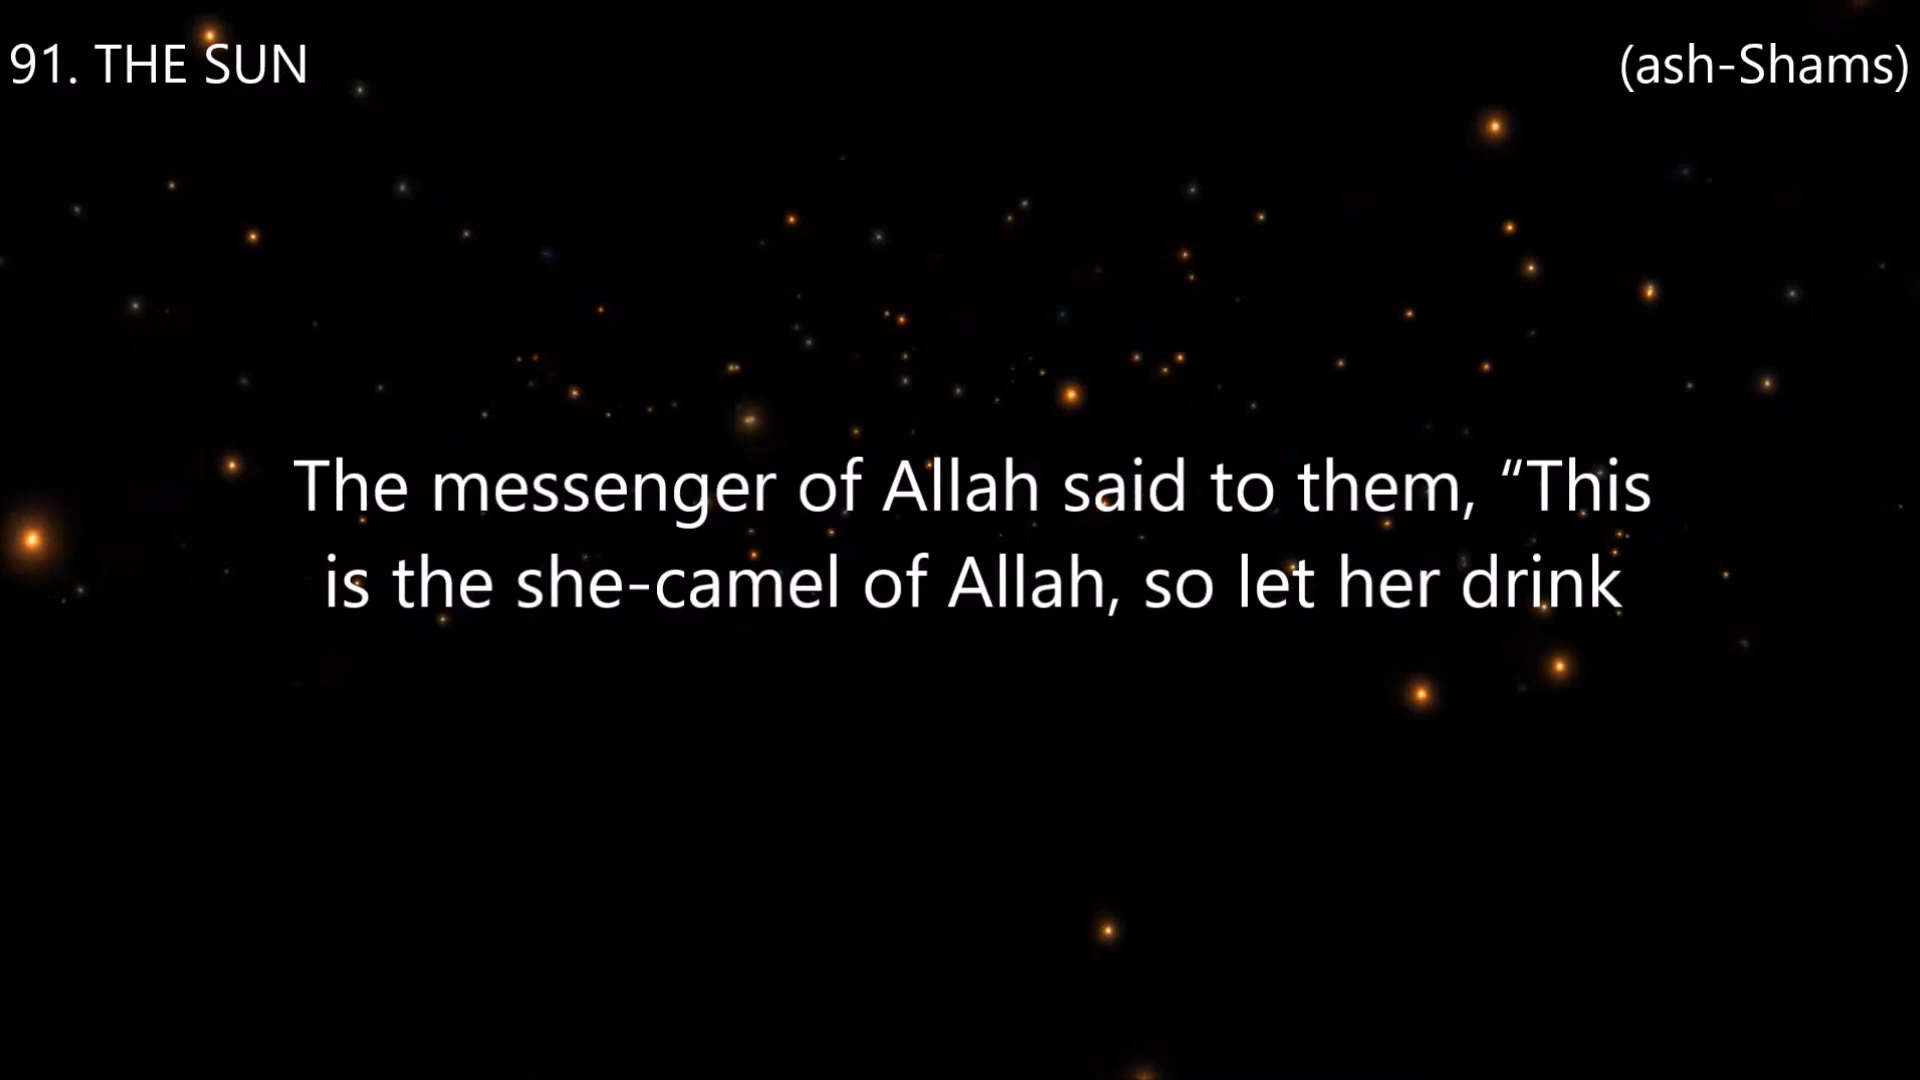 91. THE SUN
(ash-Shams)
The messenger of Allah said to them, “This
is the she-camel of Allah, so let her drink